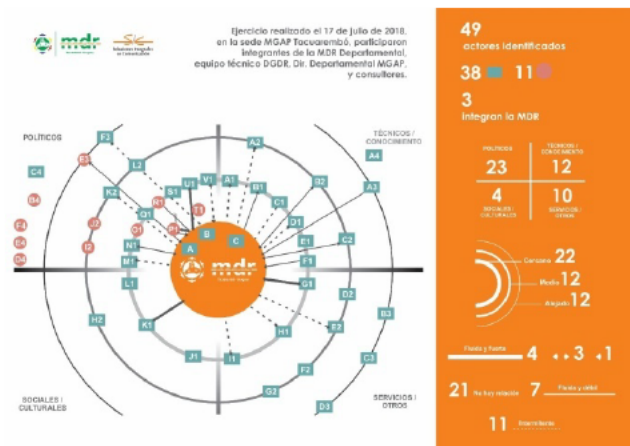 mdr
Ejercicio realizado el 17 de julio de 2018,
en la sede MGAP Tacuarembó, participaron
integrantes de la MDR Departamental,
equipo técnico DGDR, Dir. Departamental MGAP,
y consultores.
POLÍTICOS
TÉCNICOS /
CONOCIMIENTO
SOCIALES /
CULTURALES
SERVICIOS /
OTROS
F3
E3
L2
K2
J2
I2
H2
C4
B4
F4
E4
D4
A4
A3
B3
C3
D3
A2
B2
C2
D2
E2
F2
G2
V1
U1
T1
S1
R1
Q1
P1
O1
N1
M1
L1
K1
J1
I1
H1
G1
F1
E1
D1
C1
B1
A1
A
B
C
mdr
49
actores identificados
38
11
3
integran la MDR
POLÍTICOS
23
TÉCNICOS /
CONOCIMIENTO
12
4
SOCIALES /
CULTURALES
10
SERVICIOS /
OTROS
Cercano 22
Medio 12
Alejado 12
Fluida y fuerte 4
3
1
21 No hay relación
7 Fluida y débil
11 Intermitente